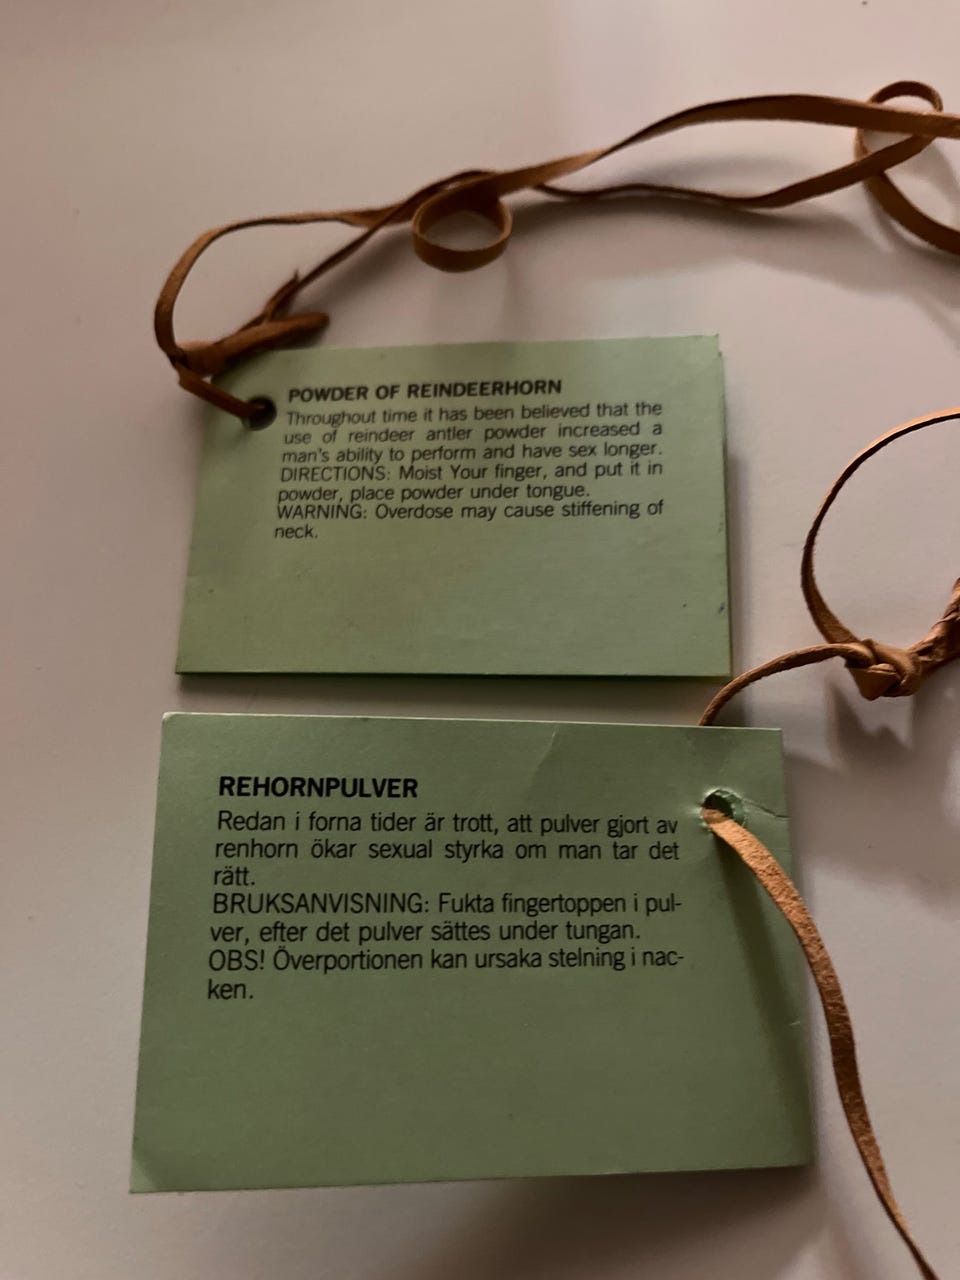 POWDER OF REINDEERHORN
Throughout time it has been believed that the
use of reindeer antler powder increased a
man's ability to perform and have sex longer.
DIRECTIONS: Moist Your finger, and put it in
powder, place powder under tongue.
WARNING: Overdose may cause stiffening of
neck.
REHORNPULVER
Redan i forna tider är trott, att pulver gjort av
renhorn ökar sexual styrka om man tar det
rätt.
BRUKSANVISNING: Fukta fingertoppen i pul-
ver, efter det pulver sättes under tungan.
OBS! Överportionen kan ursaka stelning i nac-
ken.